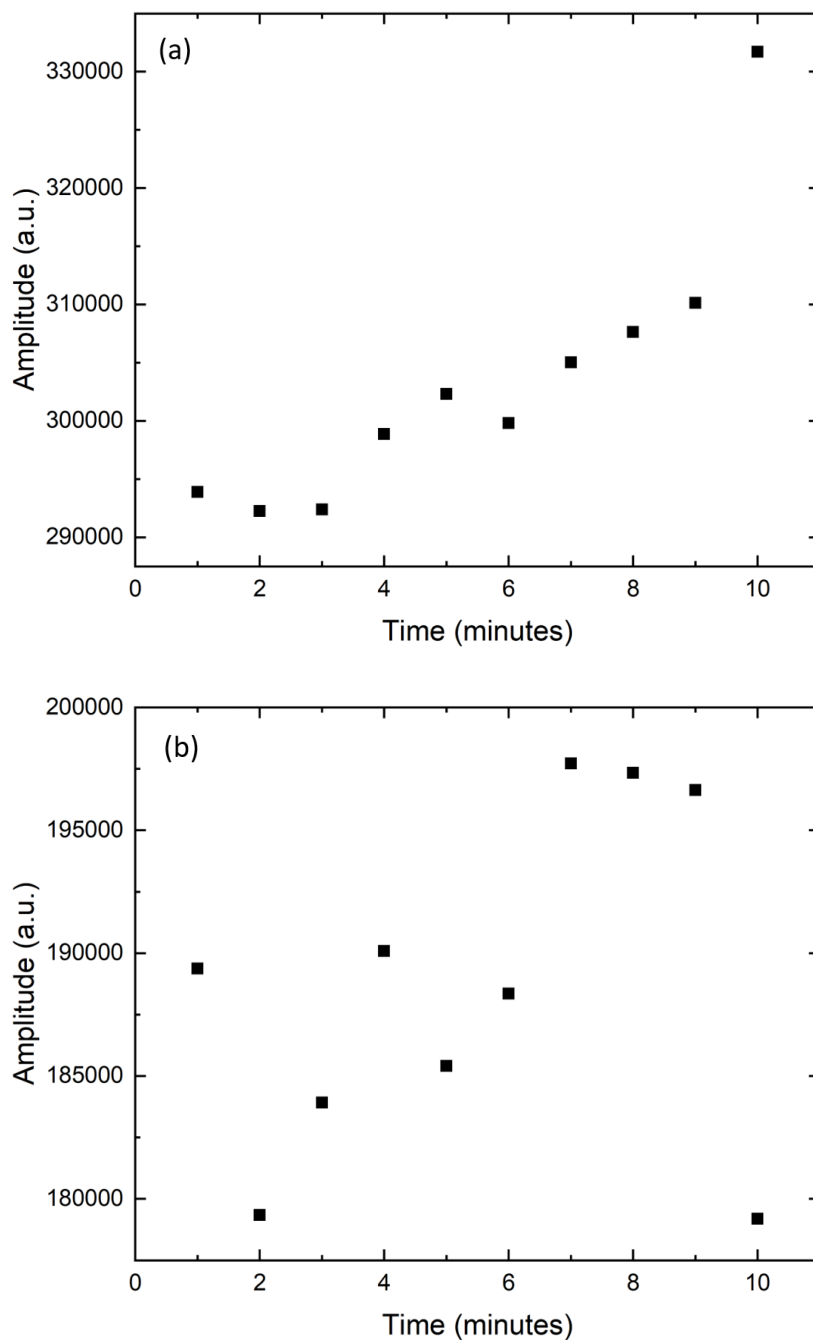 (a)
330000
320000
310000
300000
290000
Amplitude (a.u.)
0 2 4 6 8 10
Time (minutes)
(b)
200000
195000
190000
185000
180000
Amplitude (a.u.)
0 2 4 6 8 10
Time (minutes)